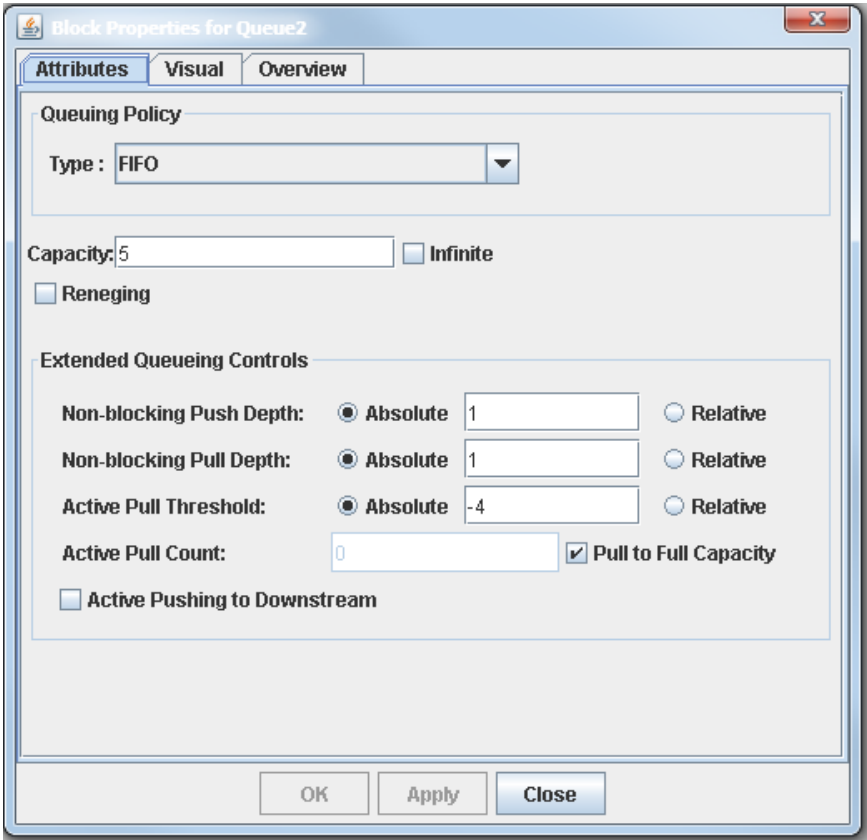 Block Properties for Queue2
Attributes Visual Overview
Queuing Policy
Type : FIFO
Capacity: 5 Infinite
Reneging
Extended Queueing Controls
Non-blocking Push Depth: Absolute 1 Relative
Non-blocking Pull Depth: Absolute 1 Relative
Active Pull Threshold: Absolute -4 Relative
Active Pull Count: 0 Pull to Full Capacity
Active Pushing to Downstream
OK Apply Close